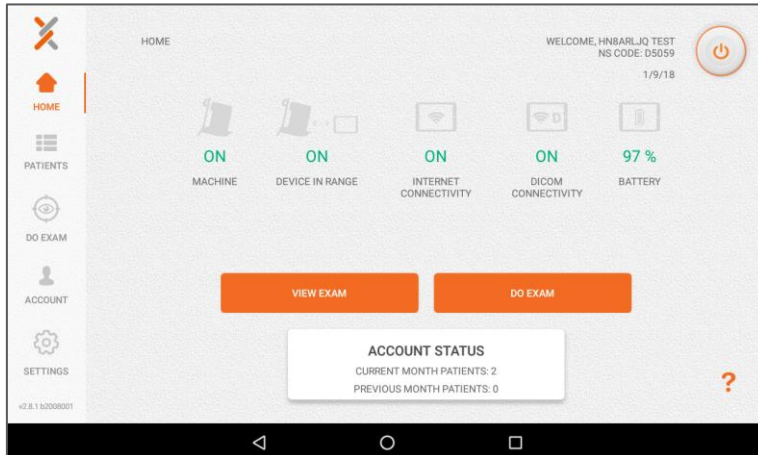 HOME
WELCOME, HN8ARLJQ TEST
NS CODE: D5059
1/9/18
HOME
PATIENTS
DO EXAM
ACCOUNT
SETTINGS
v2.8.1 b2008001
ON
MACHINE
ON
DEVICE IN RANGE
ON
INTERNET
CONNECTIVITY
D
ON
DICOM
CONNECTIVITY
97 %
BATTERY
VIEW EXAM
DO EXAM
ACCOUNT STATUS
CURRENT MONTH PATIENTS: 2
PREVIOUS MONTH PATIENTS: 0
?